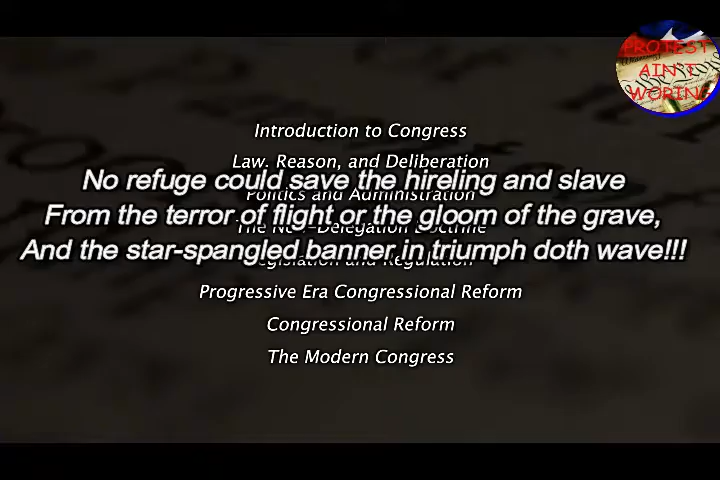 PROTEST
AIN'T
WORING
Introduction to Congress
Law, Reason, and Deliberation
No refuge could save the hireling and slave
Politics and Administration
From the terror of flight or the gloom of the grave,
The Non-Delegation Doctrine
And the star-spangled banner in triumph doth wave!!!
Legislation and Regulation
Progressive Era Congressional Reform
Congressional Reform
The Modern Congress